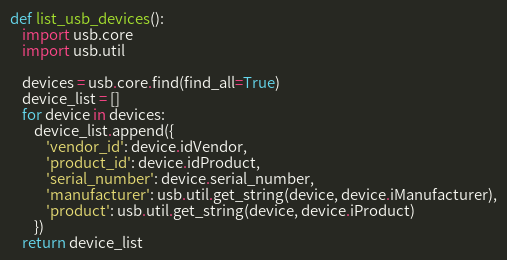 def list_usb_devices():
    import usb.core
    import usb.util

    devices = usb.core.find(find_all=True)
    device_list = []
    for device in devices:
        device_list.append({
            'vendor_id': device.idVendor,
            'product_id': device.idProduct,
            'serial_number': device.serial_number,
            'manufacturer': usb.util.get_string(device, device.iManufacturer),
            'product': usb.util.get_string(device, device.iProduct)
        })
    return device_list